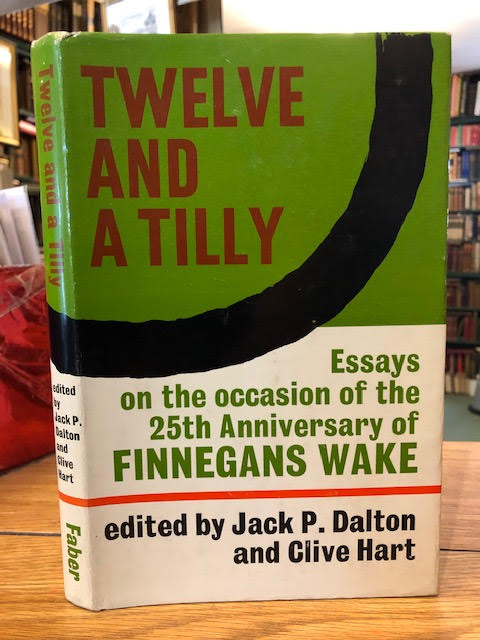 TWELVE
AND
A TILLY
Essays
on the occasion of the
25th Anniversary of
FINNEGANS WAKE
edited by Jack P. Dalton
and Clive Hart
Twelve and a Tilly
edited
by
Jack P.
Dalton
and
Clive
Hart
Faber